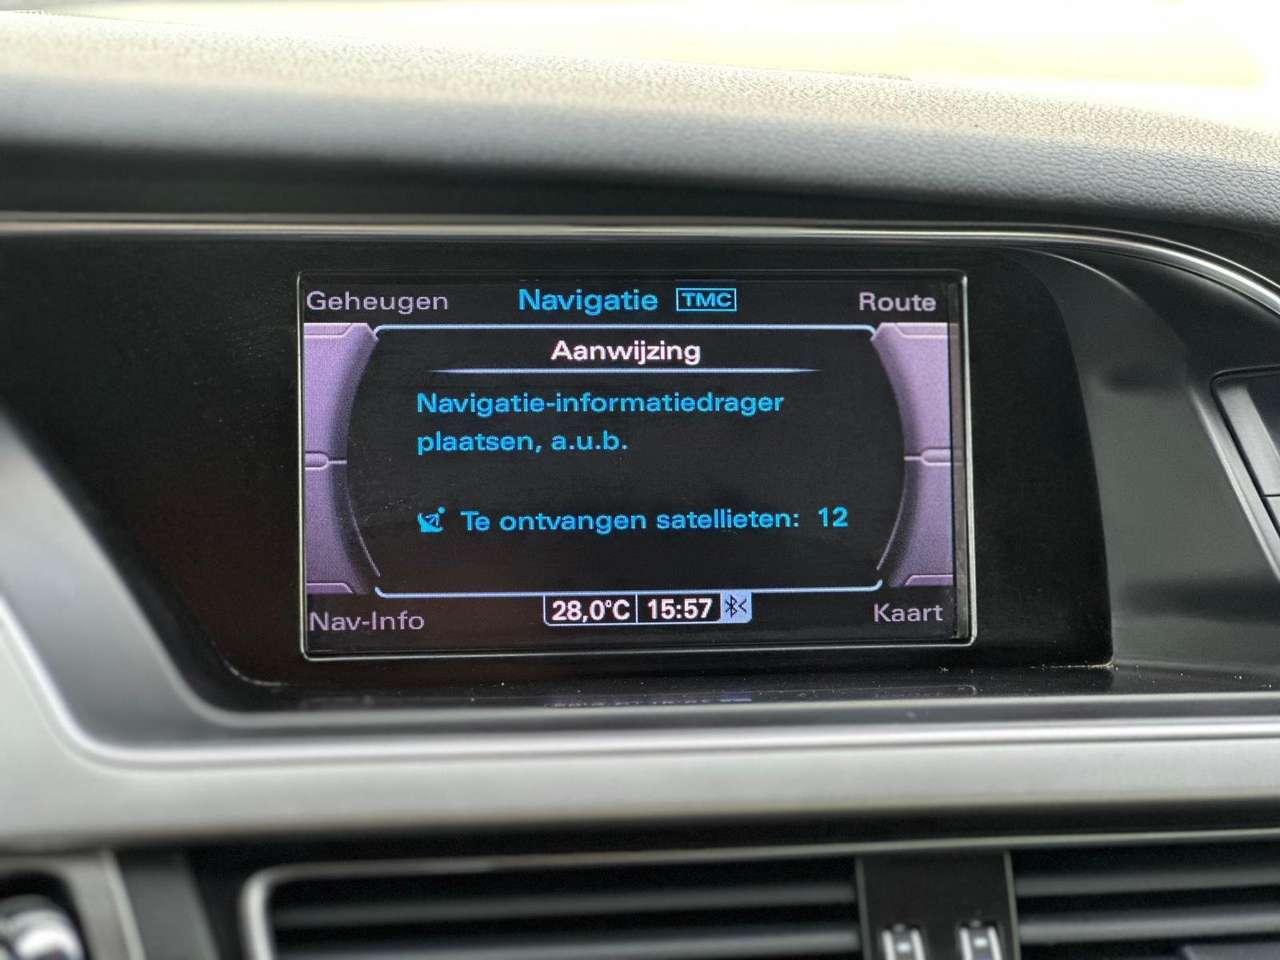 Geheugen Navigatie TMC Route
Aanwijzing
Navigatie-informatiedrager
plaatsen, a.u.b.
Te ontvangen satellieten: 12
Nav-Info 28,0°C 15:57 Kaart